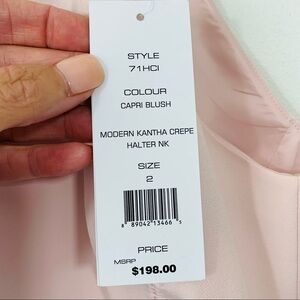 STYLE
71HCI
COLOUR
CAPRI BLUSH
MODERN KANTHA CREPE
HALTER NK
SIZE
2
8 89042 13466 5
PRICE
MSRP
$198.00